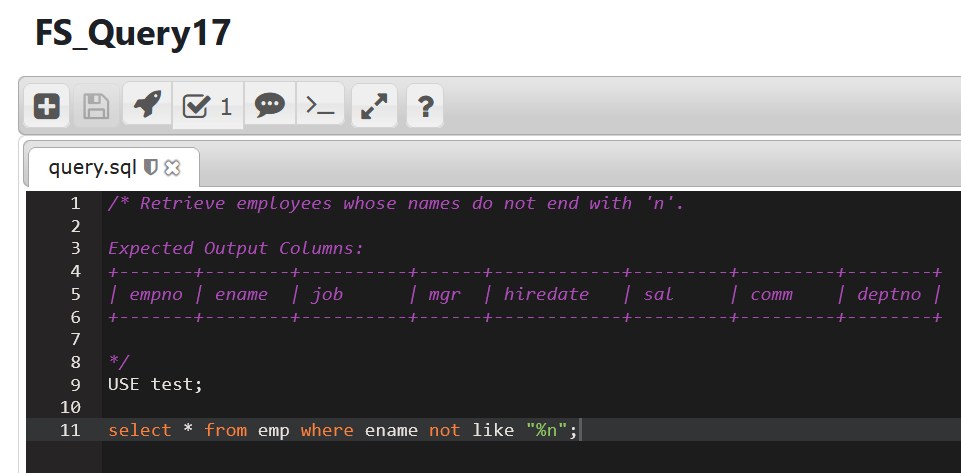 FS_Query17
1
query.sql
1 /* Retrieve employees whose names do not end with 'n'.
2
3 Expected Output Columns:
4 +-------+--------+----------+------+------------+---------+---------+--------+
5 | empno | ename  | job      | mgr  | hiredate   | sal     | comm    | deptno |
6 +-------+--------+----------+------+------------+---------+---------+--------+
7
8 */
9 USE test;
10
11 select * from emp where ename not like "%n";